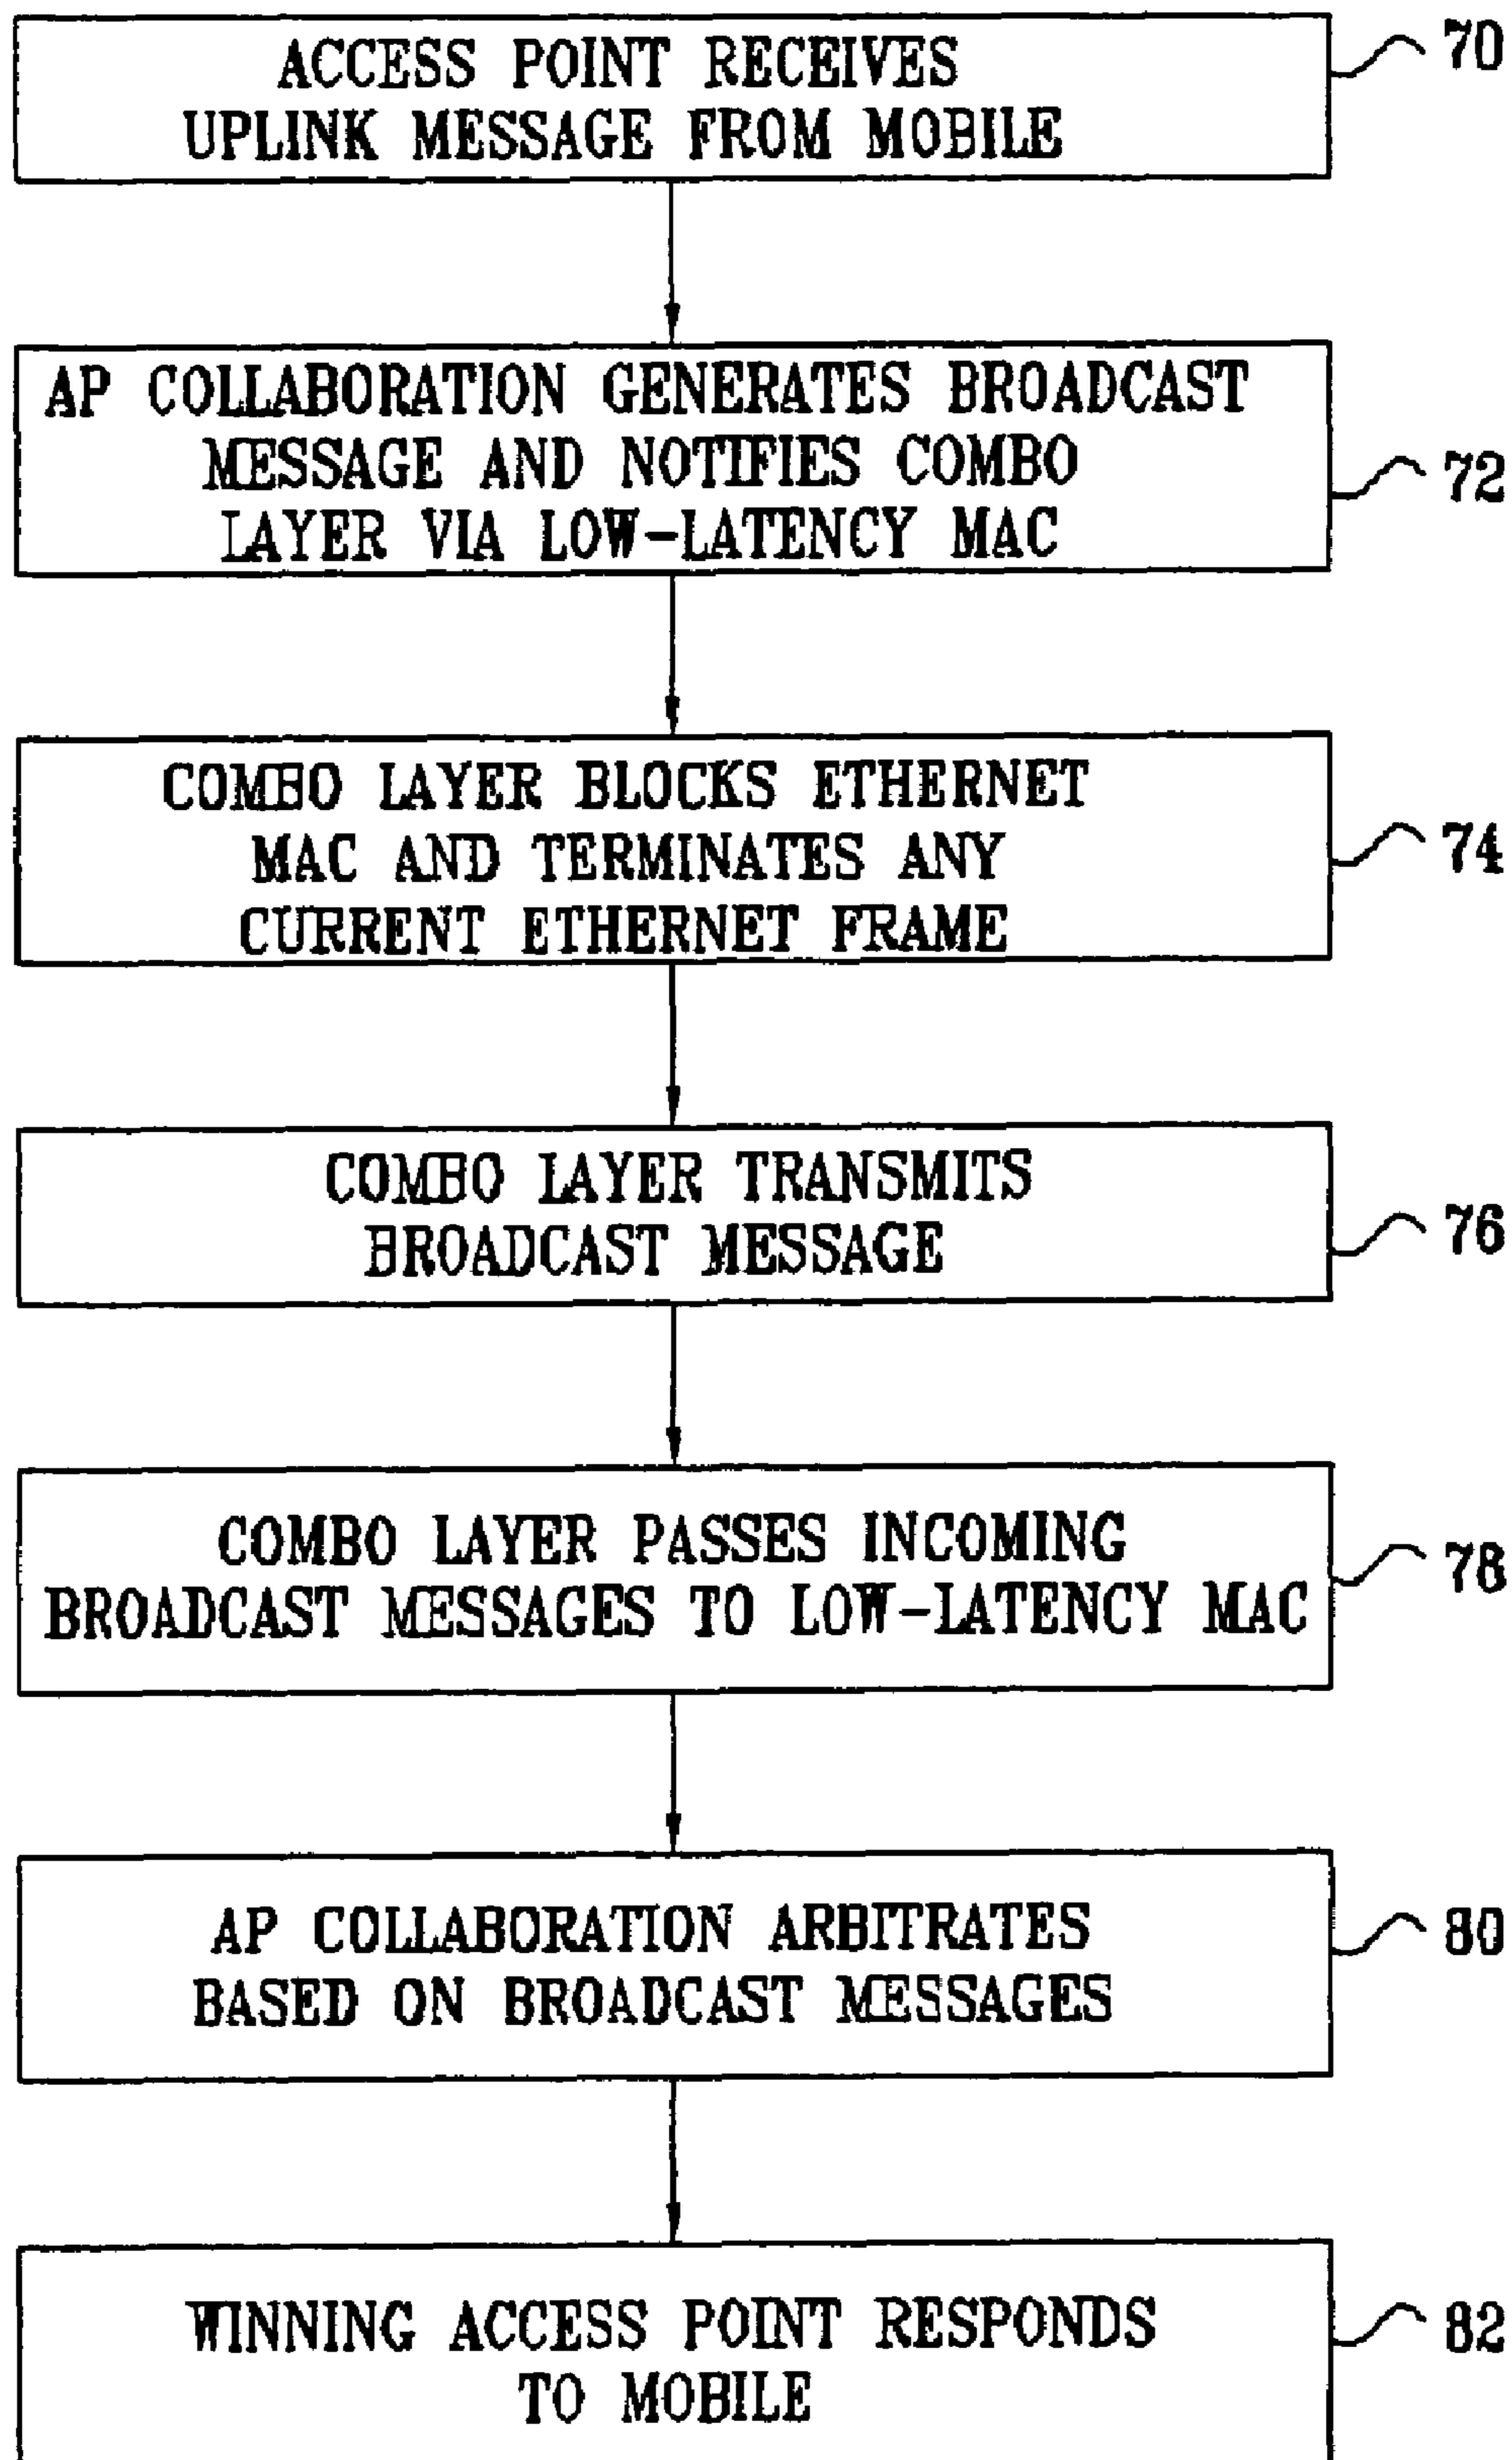 ACCESS POINT RECEIVES
UPLINK MESSAGE FROM MOBILE
70
AP COLLABORATION GENERATES BROADCAST
MESSAGE AND NOTIFIES COMBO
LAYER VIA LOW-LATENCY MAC
72
COMBO LAYER BLOCKS ETHERNET
MAC AND TERMINATES ANY
CURRENT ETHERNET FRAME
74
COMBO LAYER TRANSMITS
BROADCAST MESSAGE
76
COMBO LAYER PASSES INCOMING
BROADCAST MESSAGES TO LOW-LATENCY MAC
78
AP COLLABORATION ARBITRATES
BASED ON BROADCAST MESSAGES
80
WINNING ACCESS POINT RESPONDS
TO MOBILE
82